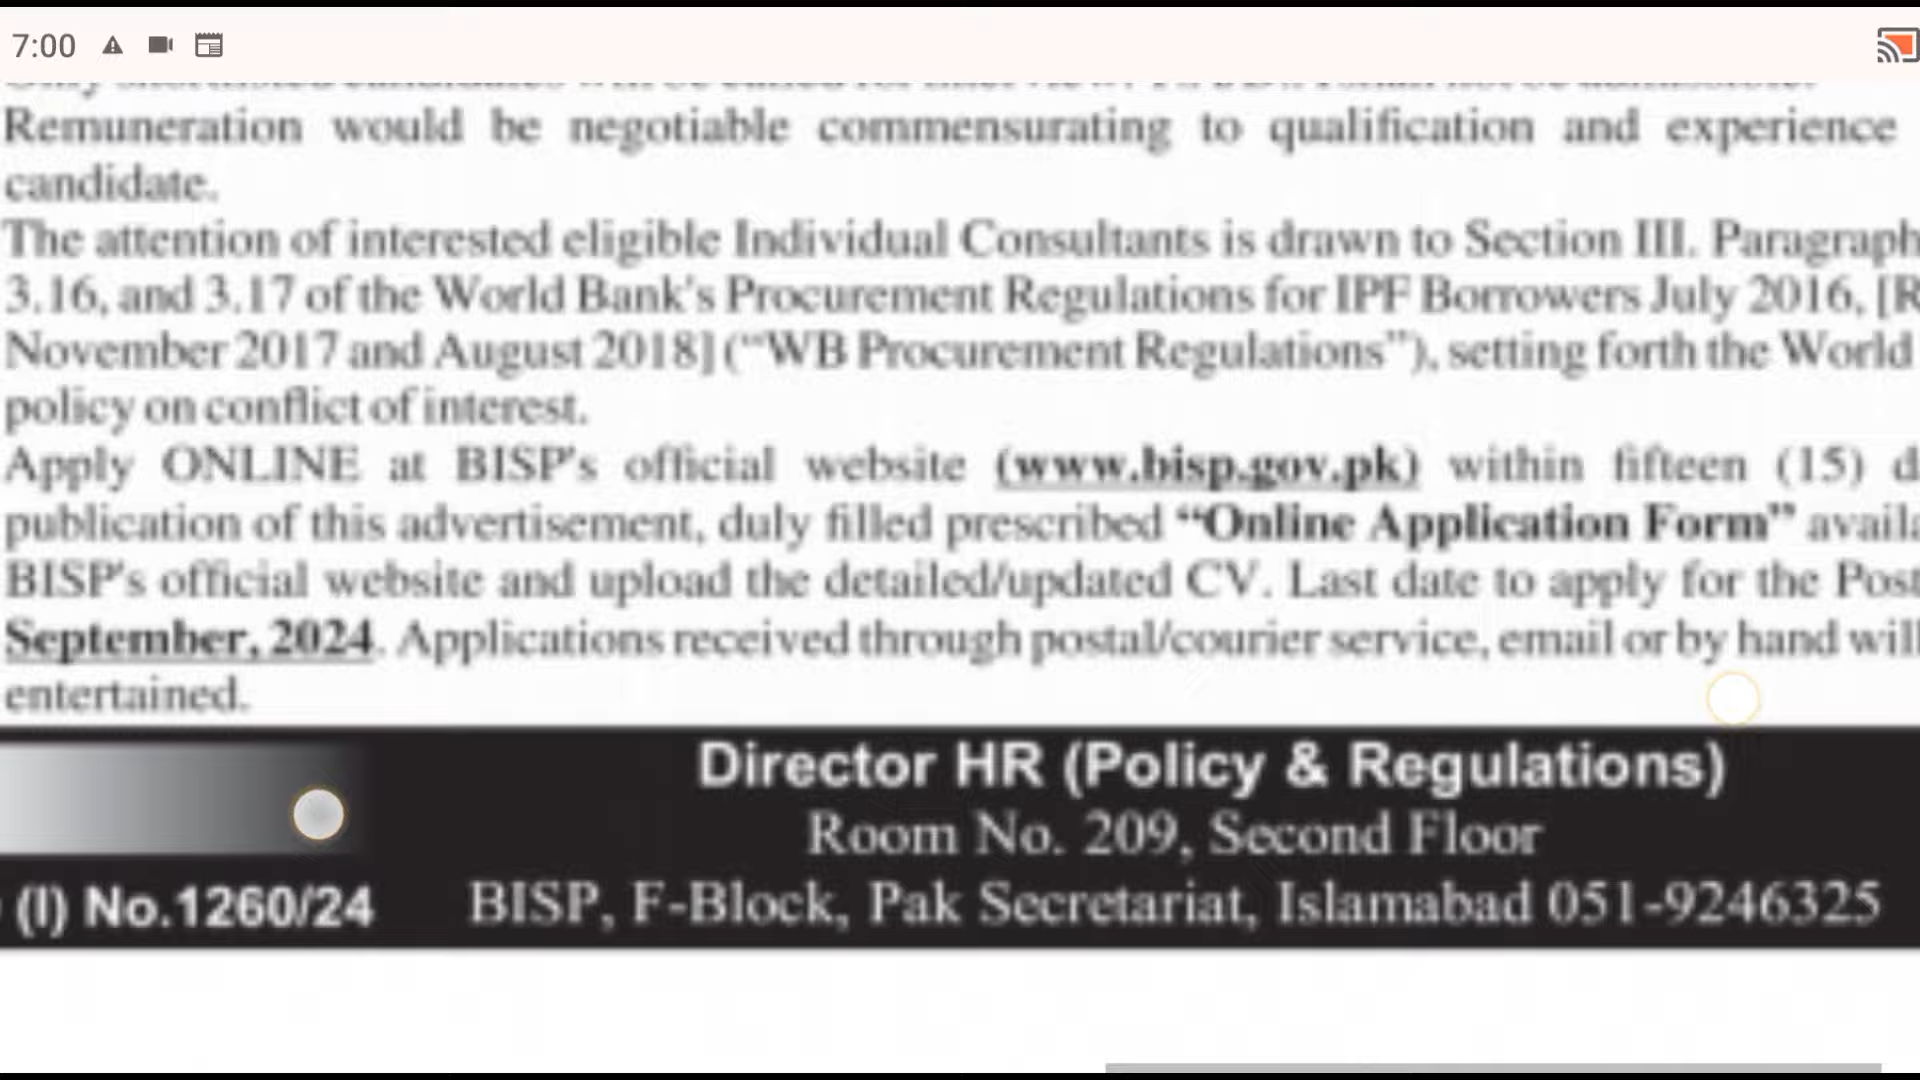 7:00
Remuneration would be negotiable commensurating to qualification and experience
candidate.
The attention of interested eligible Individual Consultants is drawn to Section III. Paragraph
3.16, and 3.17 of the World Bank's Procurement Regulations for IPF Borrowers July 2016, [R
November 2017 and August 2018] ("WB Procurement Regulations"), setting forth the World
policy on conflict of interest.
Apply ONLINE at BISP's official website (www.bisp.gov.pk) within fifteen (15) d
publication of this advertisement, duly filled prescribed "Online Application Form" availa
BISP's official website and upload the detailed/updated CV. Last date to apply for the Post
September, 2024. Applications received through postal/courier service, email or by hand will
entertained.
Director HR (Policy & Regulations)
Room No. 209, Second Floor
(I) No.1260/24 BISP, F-Block, Pak Secretariat, Islamabad 051-9246325